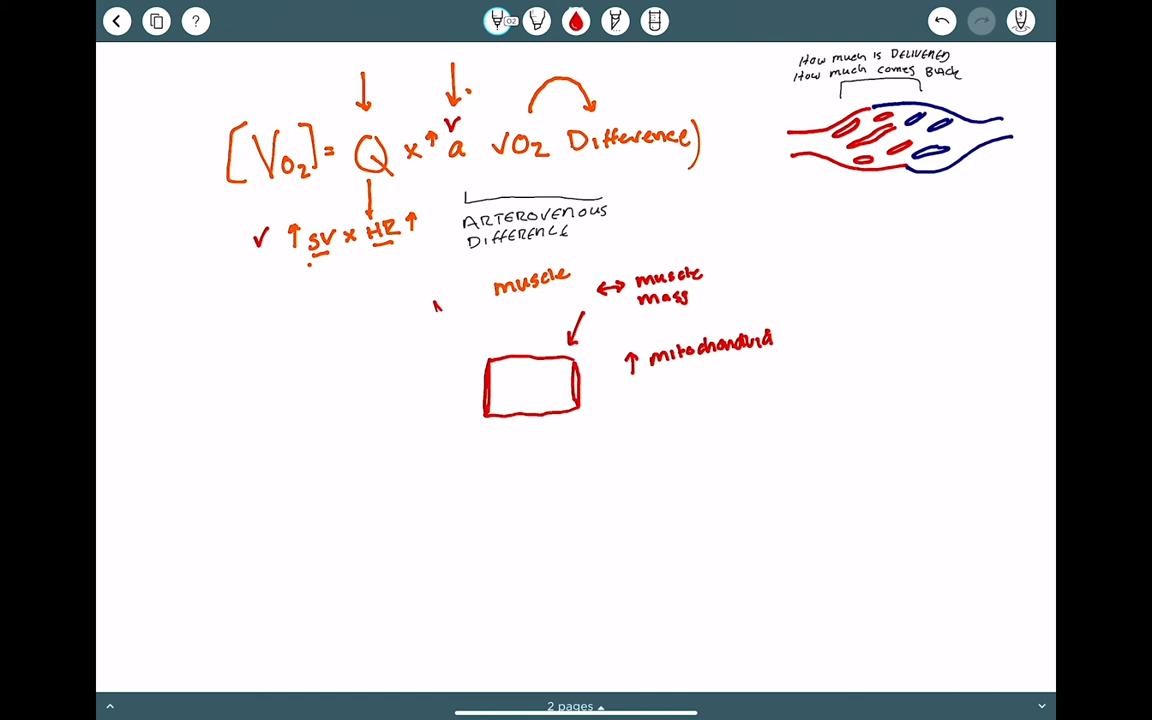 O2
How much is DELIVERED
How much comes BACK
[VO2] = Q x ↑ a vO2 Difference)
↑ SV x HR ↑
ARTEROVENOUS
DIFFERENCE
muscle
↔ muscle
mass
↑ mitochondria
2 pages